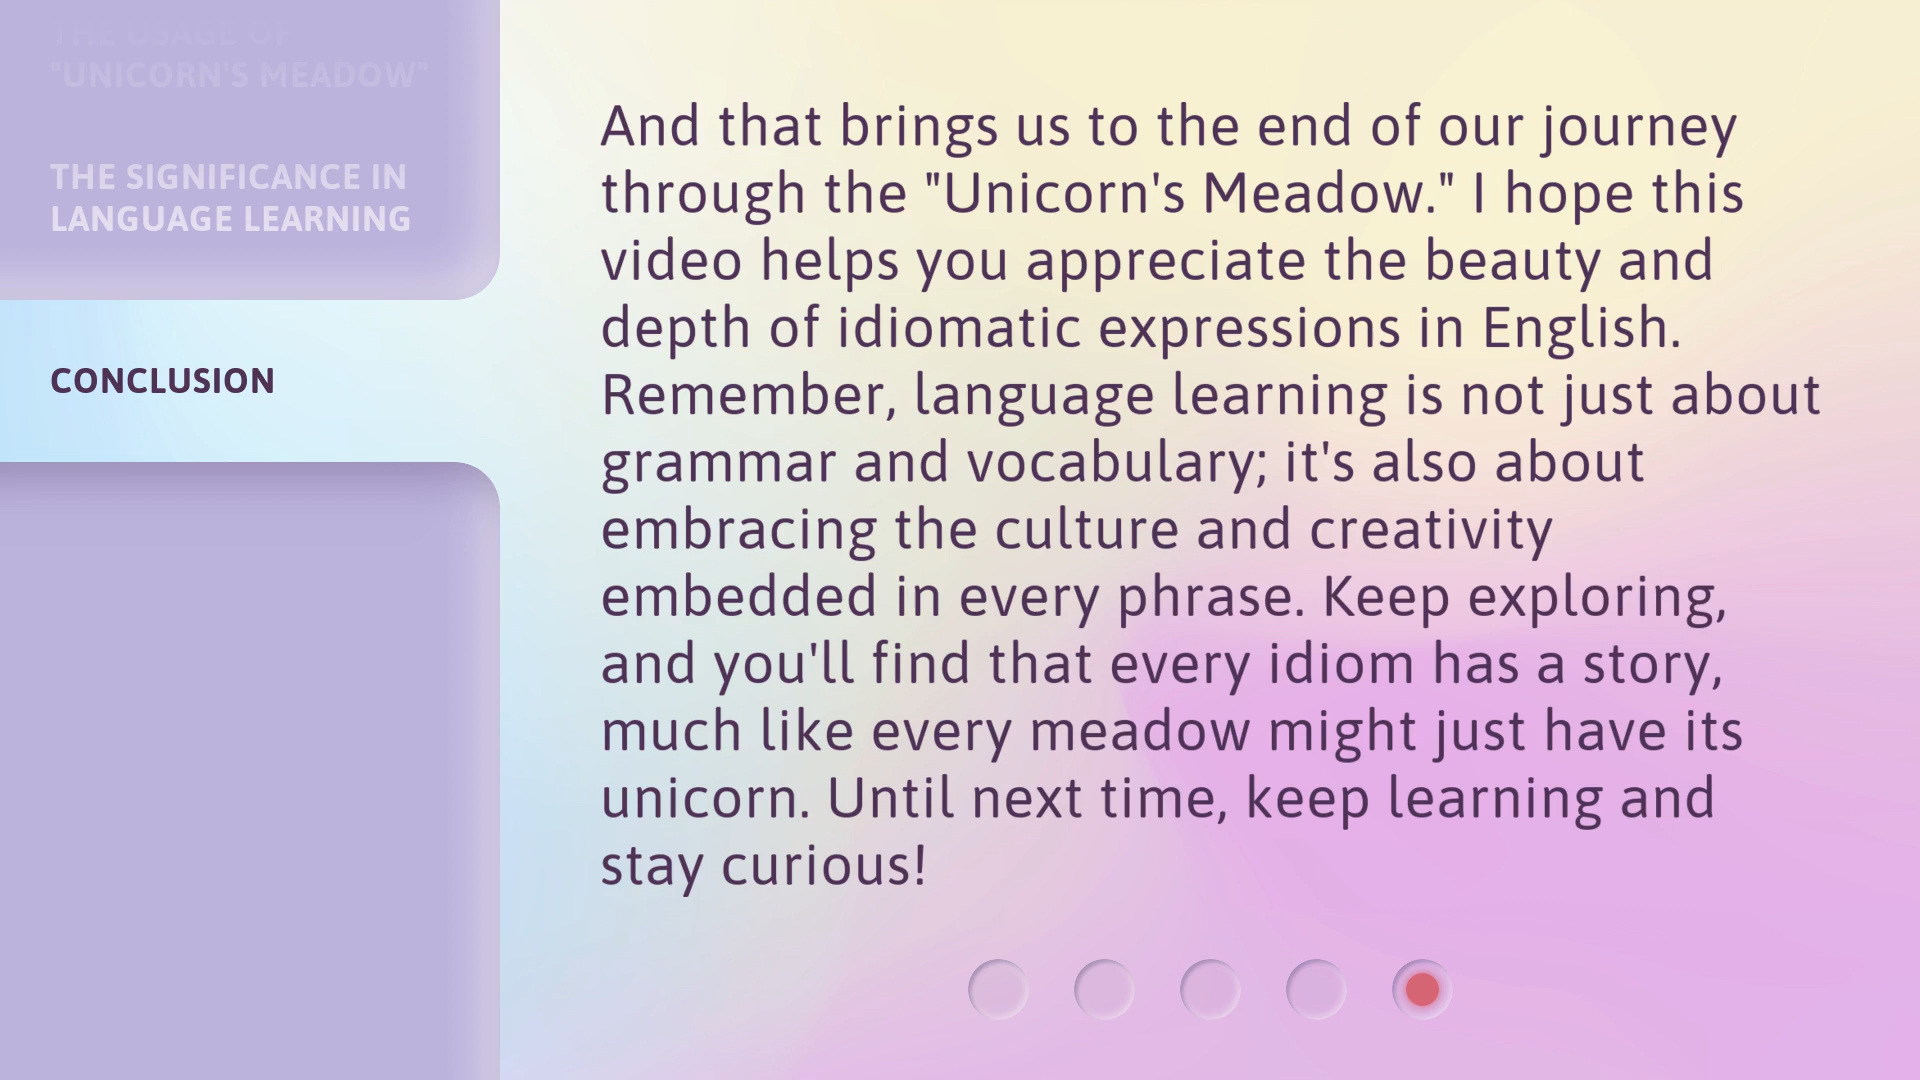 THE USAGE OF
"UNICORN'S MEADOW"
THE SIGNIFICANCE IN
LANGUAGE LEARNING
CONCLUSION
And that brings us to the end of our journey
through the "Unicorn's Meadow." I hope this
video helps you appreciate the beauty and
depth of idiomatic expressions in English.
Remember, language learning is not just about
grammar and vocabulary; it's also about
embracing the culture and creativity
embedded in every phrase. Keep exploring,
and you'll find that every idiom has a story,
much like every meadow might just have its
unicorn. Until next time, keep learning and
stay curious!